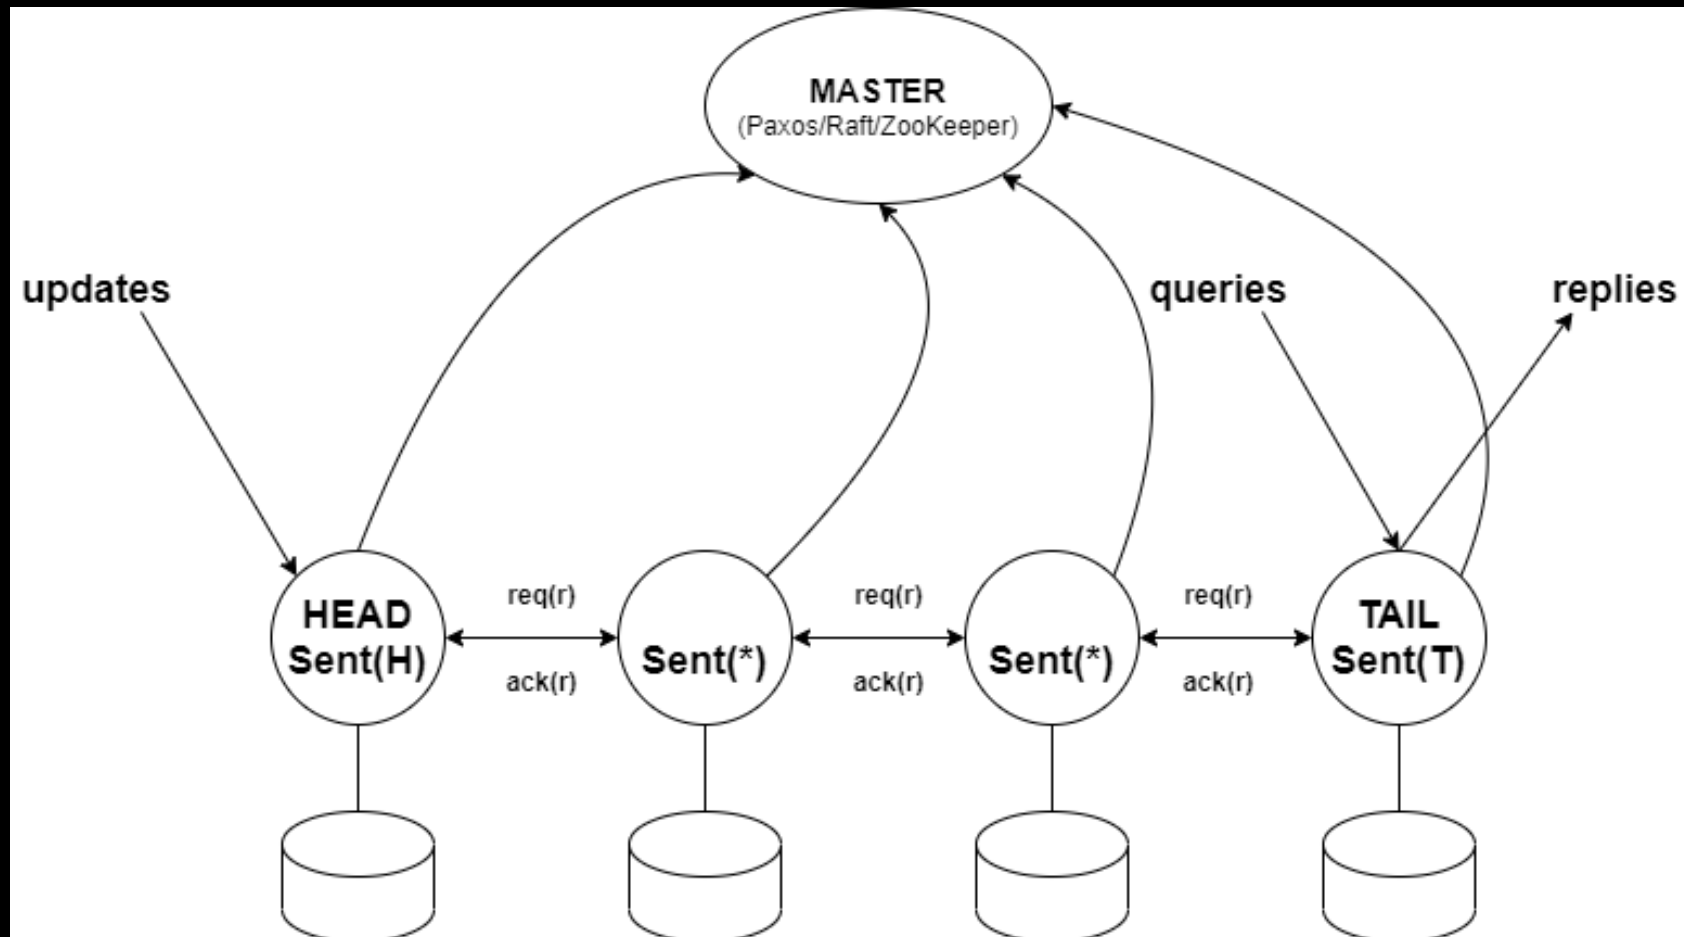 MASTER
(Paxos/Raft/ZooKeeper)
updates
queries
replies
req(r)
req(r)
req(r)
HEAD
Sent(H)
Sent(*)
Sent(*)
TAIL
Sent(T)
ack(r)
ack(r)
ack(r)